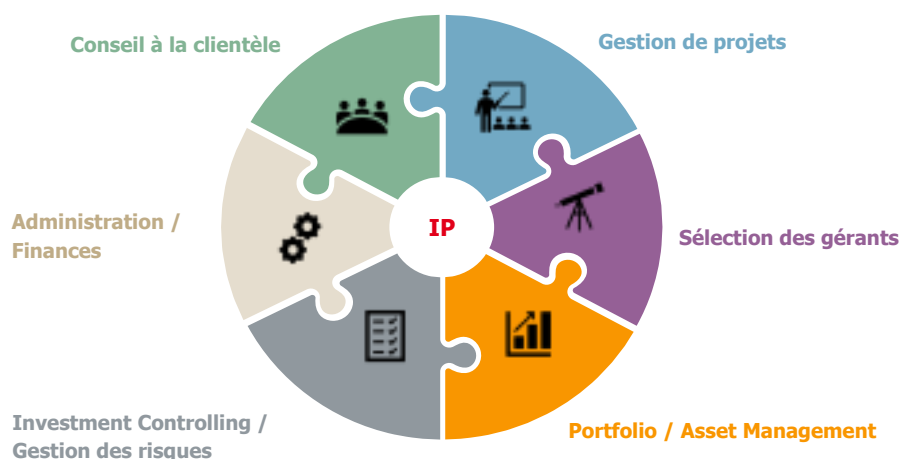 Conseil à la clientèle
Gestion de projets
Administration /
Finances
IP
Sélection des gérants
Investment Controlling /
Gestion des risques
Portfolio / Asset Management